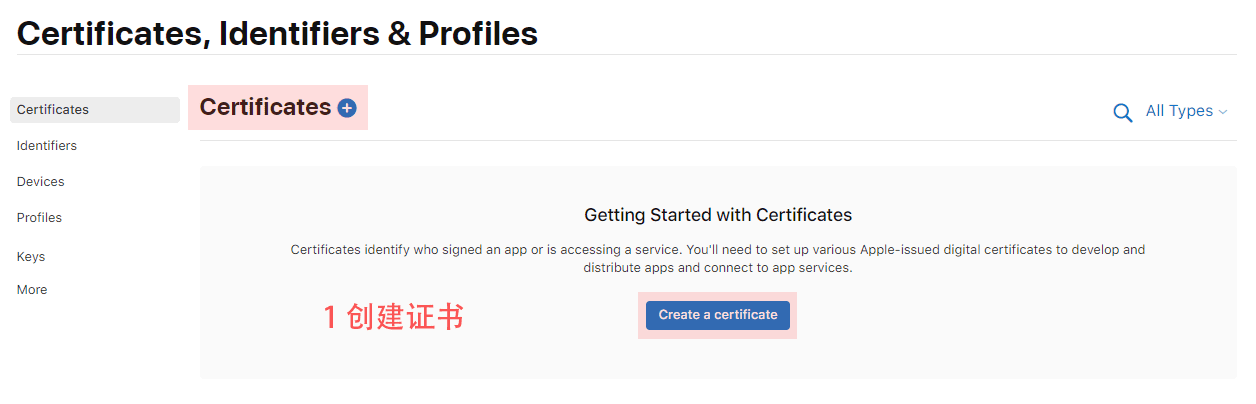 Certificates, Identifiers & Profiles
Certificates
Identifiers
Devices
Profiles
Keys
More
Certificates
All Types
Getting Started with Certificates
Certificates identify who signed an app or is accessing a service. You'll need to set up various Apple-issued digital certificates to develop and
distribute apps and connect to app services.
1 创建证书
Create a certificate